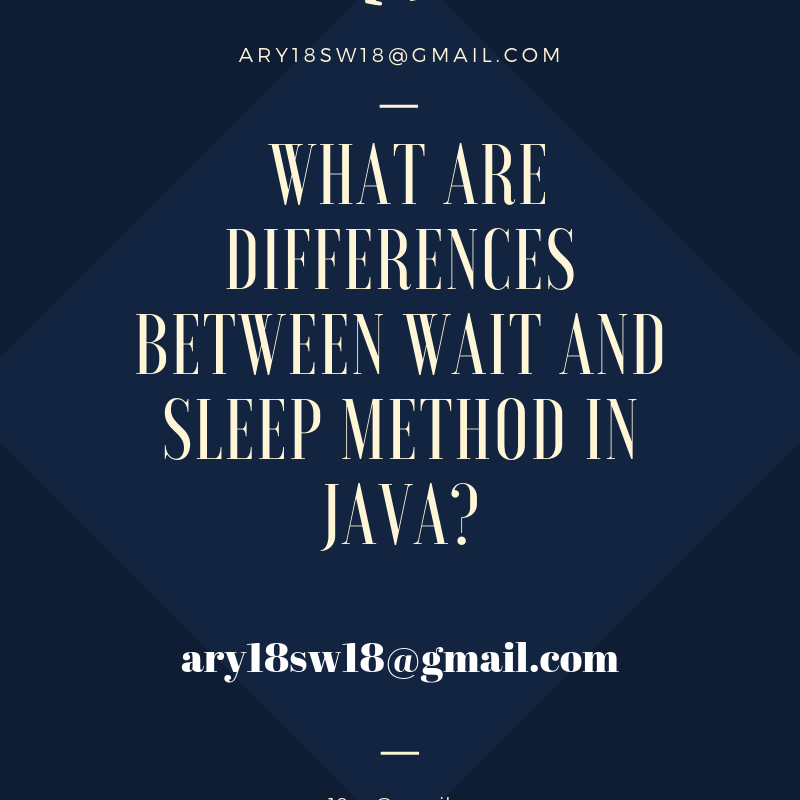 ARY18SW18@GMAIL.COM
WHAT ARE
DIFFERENCES
BETWEEN WAIT AND
SLEEP METHOD IN
JAVA?
ary18sw18@gmail.com